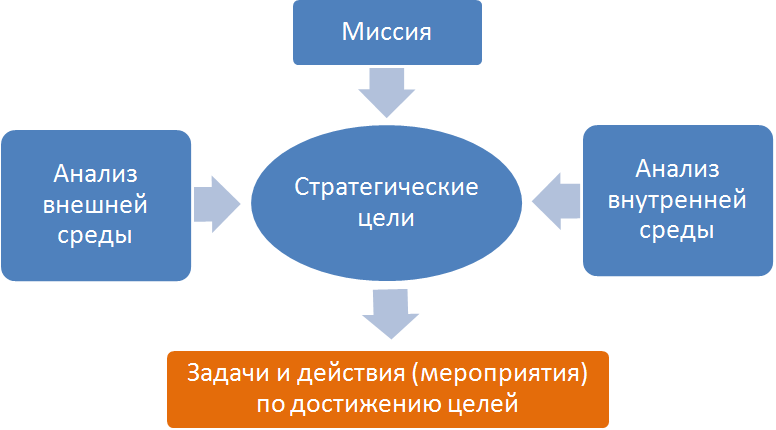 Миссия
Анализ
внешней
среды
Стратегические
цели
Анализ
внутренней
среды
Задачи и действия (мероприятия)
по достижению целей